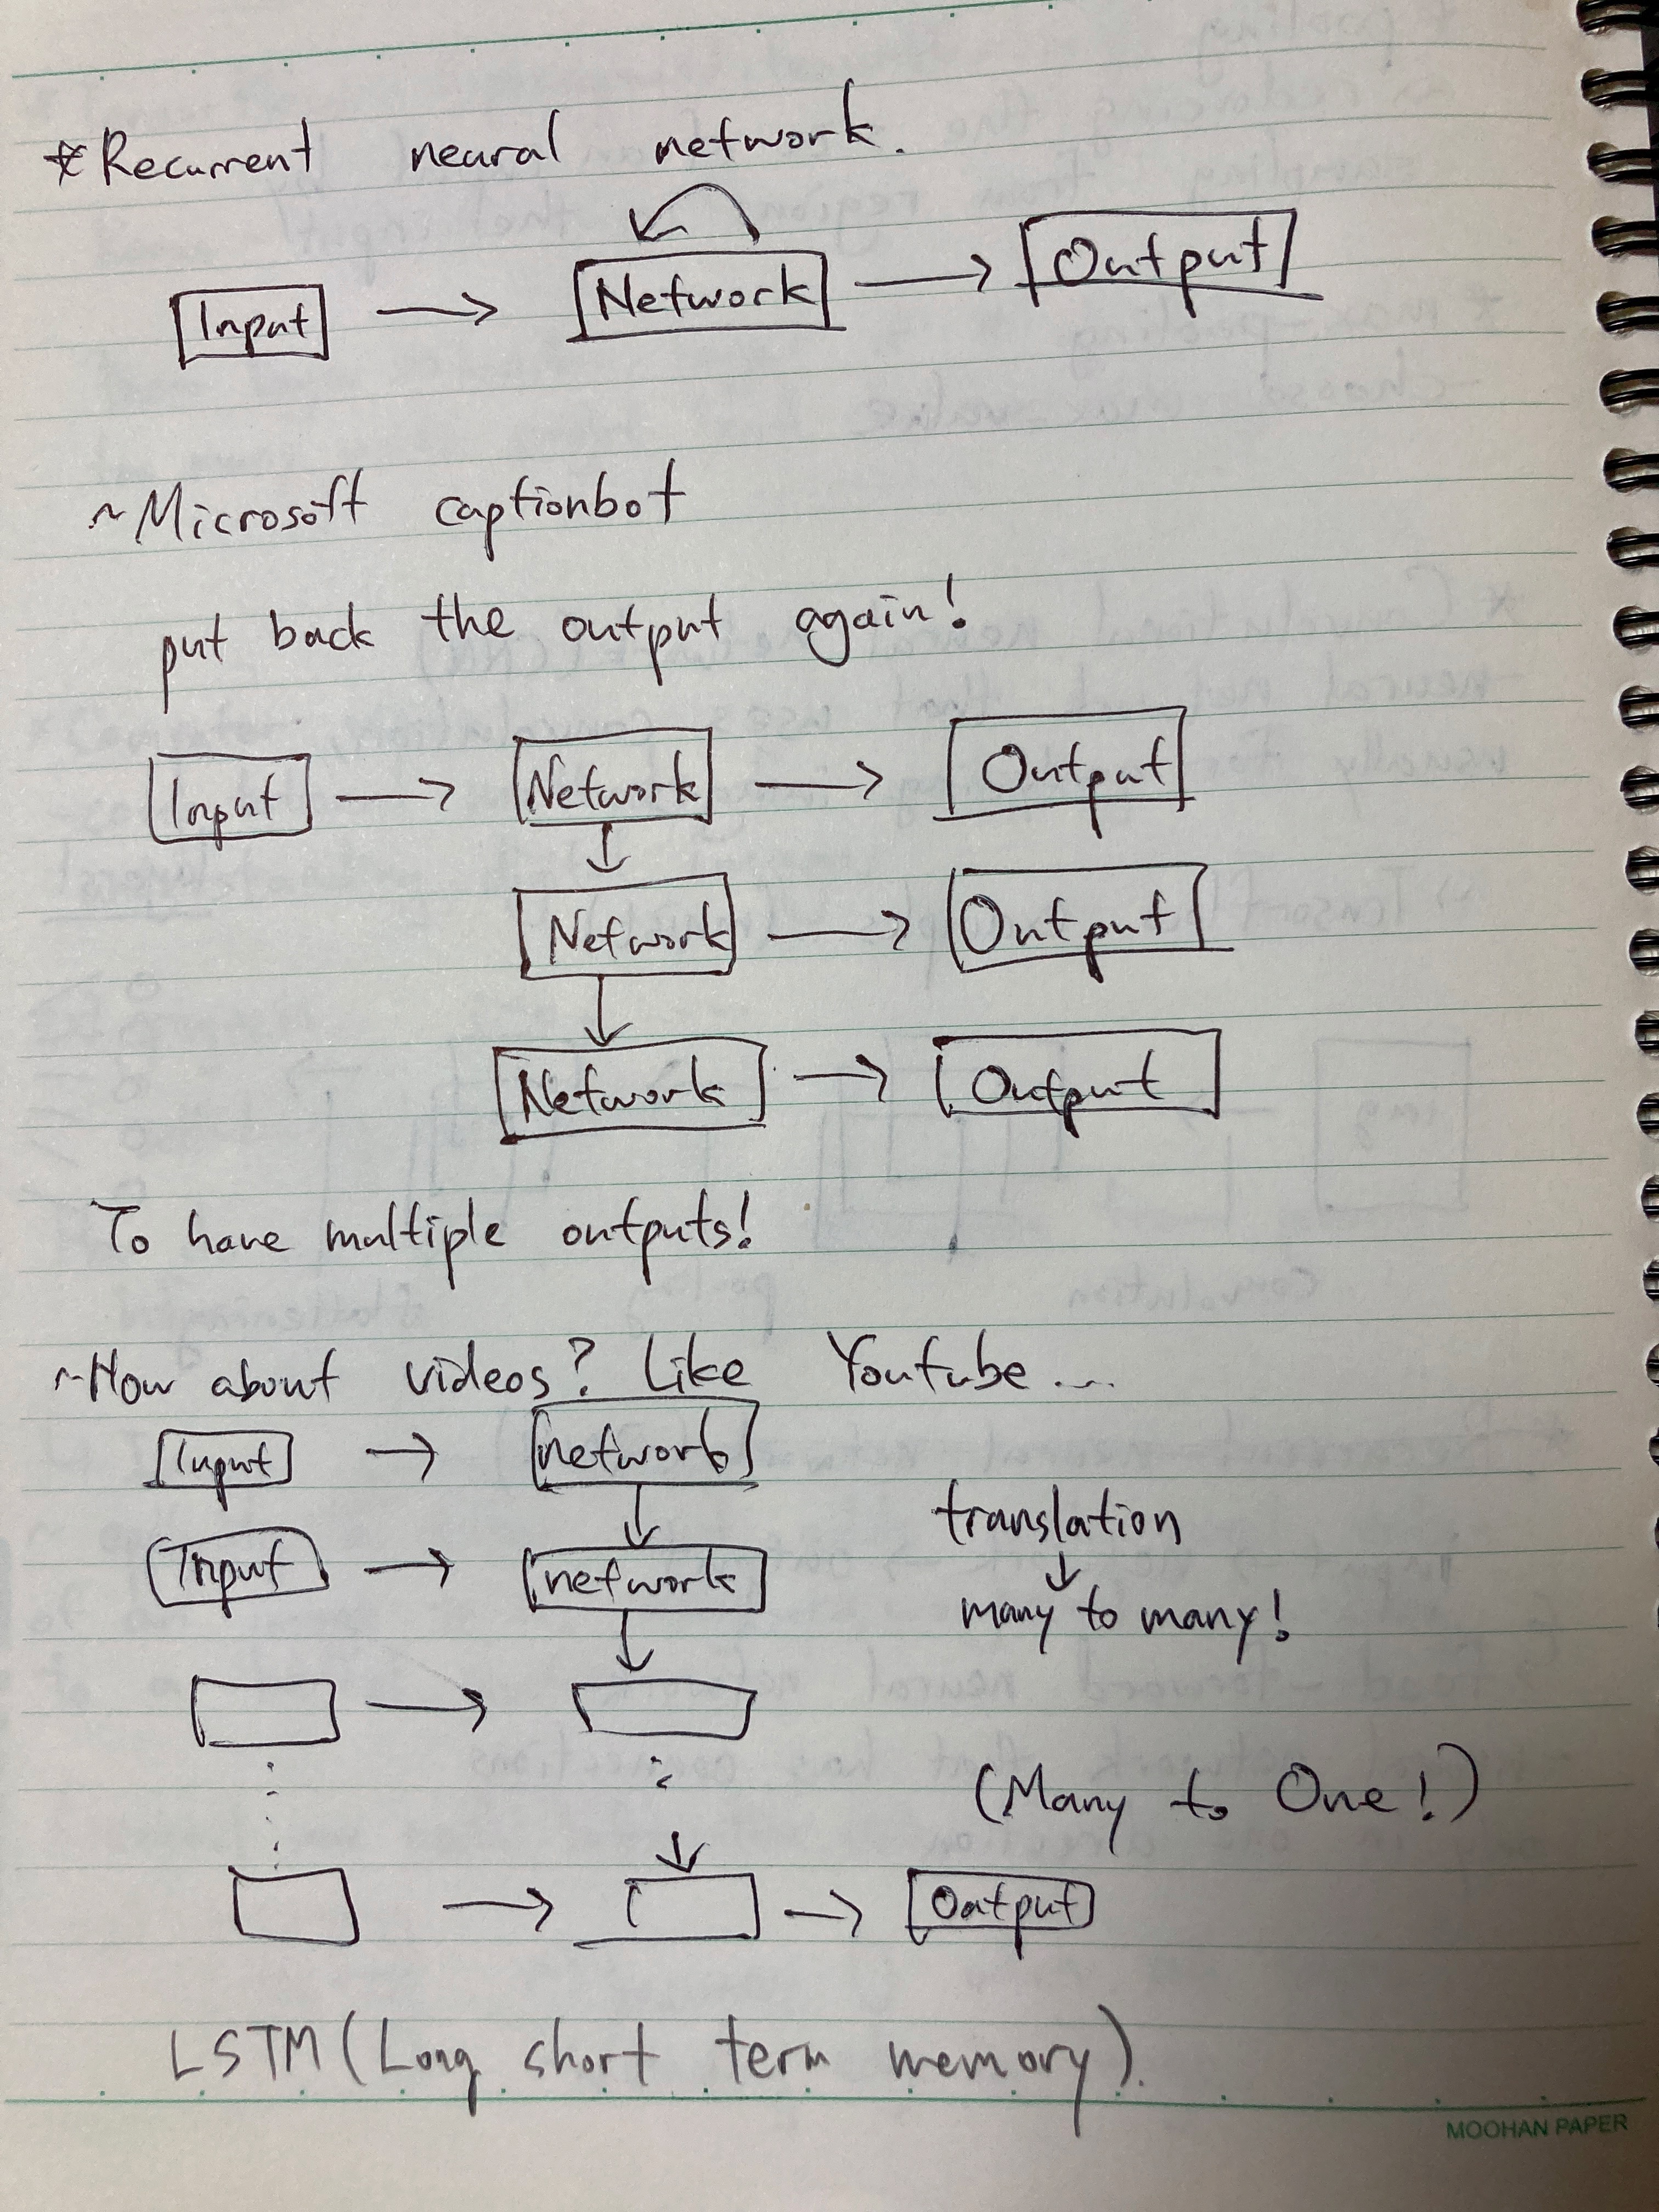 *Recurrent neural network.
Input → Network → Output
~Microsoft captionbot
put back the output again!
Input → Network → Output
↓
Network → Output
↓
Network → Output
To have multiple outputs!
~How about videos? Like Youtube...
Input → network
↓
Input → network
translation
↓
many to many!
(Many to One!)
Output
LSTM (Long short term memory).
MOOHAN PAPER